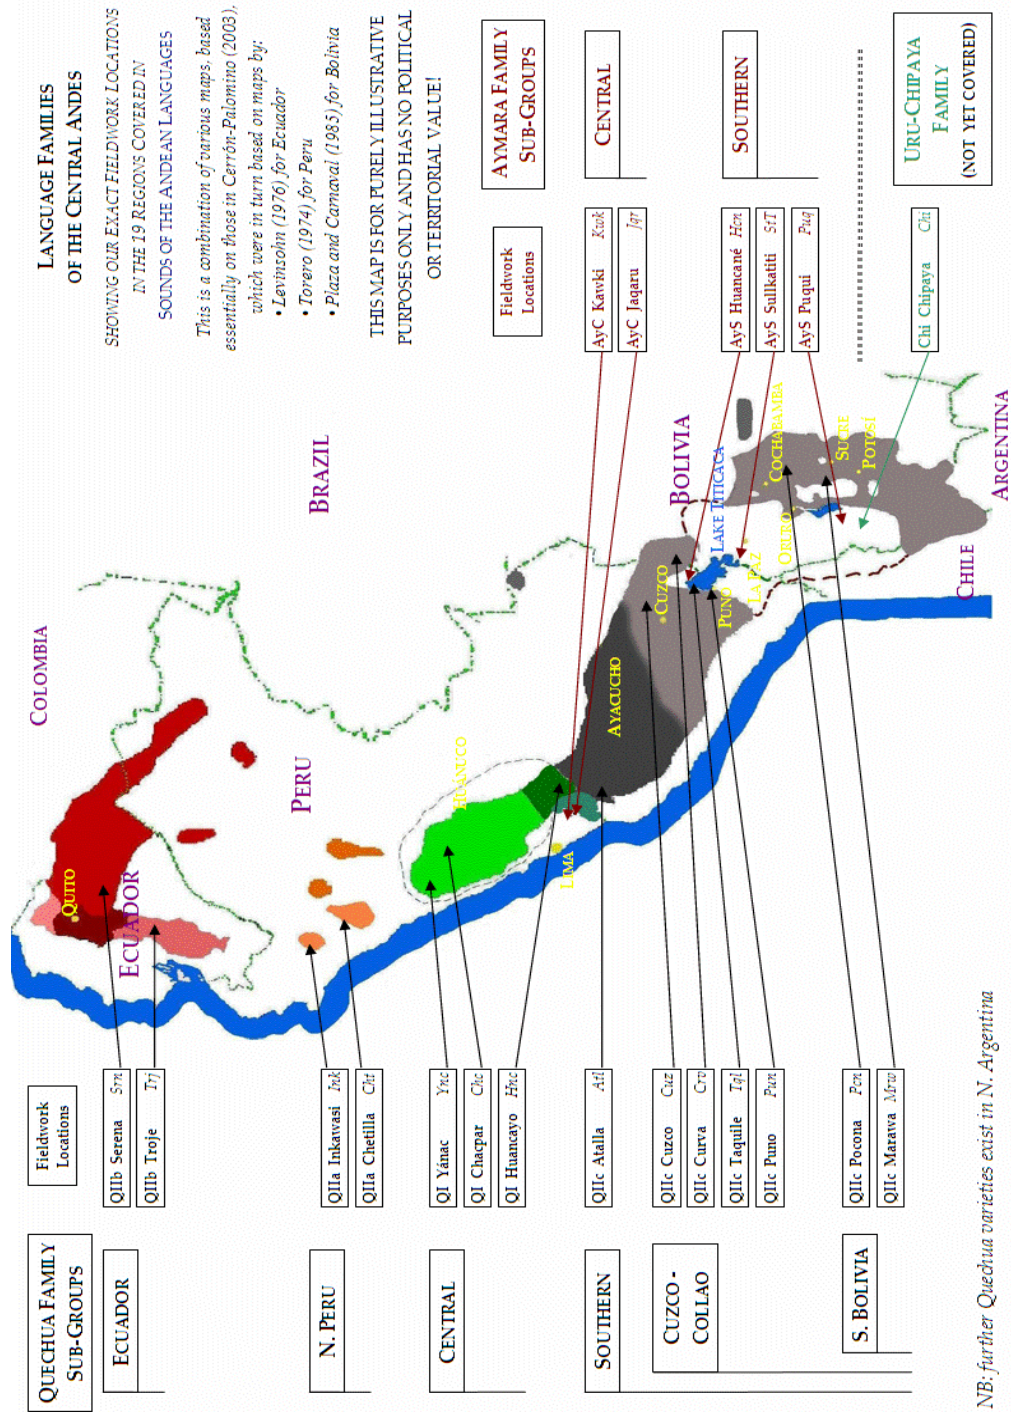 LANGUAGE FAMILIES
OF THE CENTRAL ANDES
SHOWING OUR EXACT FIELDWORK LOCATIONS
IN THE 19 REGIONS COVERED IN
SOUNDS OF THE ANDEAN LANGUAGES
This is a combination of various maps, based
essentially on those in Cerrón-Palomino (2003),
which were in turn based on maps by:
• Levinsohn (1976) for Ecuador
• Torero (1974) for Peru
• Plaza and Carnaval (1985) for Bolivia
THIS MAP IS FOR PURELY ILLUSTRATIVE
PURPOSES ONLY AND HAS NO POLITICAL
OR TERRITORIAL VALUE!
QUECHUA FAMILY
SUB-GROUPS
Fieldwork
Locations
ECUADOR
QIIb Serena Srn
QIIb Troje Trj
N. PERU
QIIa Inkawasi Ink
QIIa Chetilla Cht
CENTRAL
QI Yánac Ync
QI Chacpar Chc
QI Huancayo Hnc
SOUTHERN
QIIc Atalla Atl
CUZCO -
COLLAO
QIIc Cuzco Cuz
QIIc Curva Crv
QIIc Taquile Tql
QIIc Puno Pun
S. BOLIVIA
QIIc Pocona Pcn
QIIc Marawa Mrw
NB: further Quechua varieties exist in N. Argentina
COLOMBIA
QUITO
ECUADOR
PERU
BRAZIL
HUÁNUCO
LIMA
AYACUCHO
CUZCO
BOLIVIA
LAKE TITICACA
PUNO
LA PAZ
COCHABAMBA
ORURO
SUCRE
POTOSÍ
CHILE
ARGENTINA
Fieldwork
Locations
AYMARA FAMILY
SUB-GROUPS
AyC Kawki Kwk
AyC Jaqaru Jqr
CENTRAL
AyS Huancané Hcn
AyS Sullkatiti
AyS Puqui Puq
SOUTHERN
Chi Chipaya Chi
URU-CHIPAYA
FAMILY
(NOT YET COVERED)